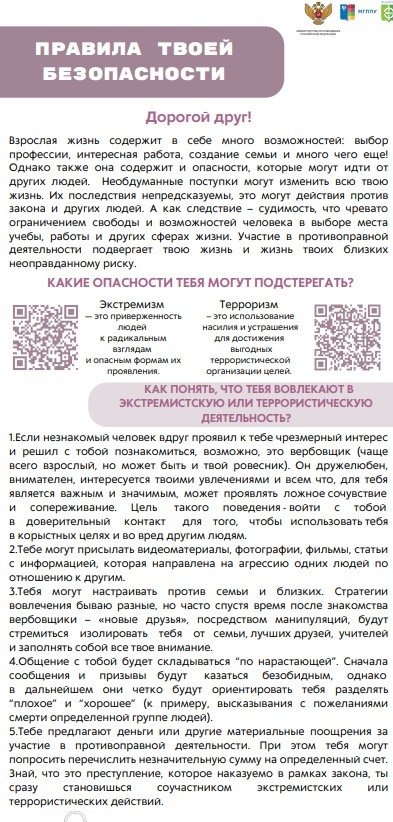 МИНИСТЕРСТВО ПРОСВЕЩЕНИЯ
РОССИЙСКОЙ ФЕДЕРАЦИИ
МГППУ
ПРАВИЛА ТВОЕЙ
БЕЗОПАСНОСТИ
Дорогой друг!
Взрослая жизнь содержит в себе много возможностей: выбор
профессии, интересная работа, создание семьи и много чего еще!
Однако также она содержит и опасности, которые могут идти от
других людей. Необдуманные поступки могут изменить всю твою
жизнь. Их последствия непредсказуемы, это могут действия против
закона и других людей. А как следствие – судимость, что чревато
ограничением свободы и возможностей человека в выборе места
учебы, работы и других сферах жизни. Участие в противоправной
деятельности подвергает твою жизнь и жизнь твоих близких
неоправданному риску.
КАКИЕ ОПАСНОСТИ ТЕБЯ МОГУТ ПОДСТЕРЕГАТЬ?
Экстремизм
— это приверженность
людей
к радикальным
взглядам
и опасным формам их
проявления.
Терроризм
– это использование
насилия и устрашения
для достижения
выгодных
террористической
организации целей.
КАК ПОНЯТЬ, ЧТО ТЕБЯ ВОВЛЕКАЮТ В
ЭКСТРЕМИСТСКУЮ ИЛИ ТЕРРОРИСТИЧЕСКУЮ
ДЕЯТЕЛЬНОСТЬ?
1.Если незнакомый человек вдруг проявил к тебе чрезмерный интерес
и решил с тобой познакомиться, возможно, это вербовщик (чаще
всего взрослый, но может быть и твой ровесник). Он дружелюбен,
внимателен, интересуется твоими увлечениями и всем что, для тебя
является важным и значимым, может проявлять ложное сочувствие
и сопереживание. Цель такого поведения - войти с тобой
в доверительный контакт для того, чтобы использовать тебя
в корыстных целях и во вред другим людям.
2.Тебе могут присылать видеоматериалы, фотографии, фильмы, статьи
с информацией, которая направлена на агрессию одних людей по
отношению к другим.
3.Тебя могут настраивать против семьи и близких. Стратегии
вовлечения бываю разные, но часто спустя время после знакомства
вербовщики – «новые друзья», посредством манипуляций, будут
стремиться изолировать тебя от семьи, лучших друзей, учителей
и заполнять собой все твое внимание.
4.Общение с тобой будет складываться “по нарастающей”. Сначала
сообщения и призывы будут казаться безобидным, однако
в дальнейшем они четко будут ориентировать тебя разделять
“плохое” и “хорошее” (к примеру, высказывания с пожеланиями
смерти определенной группе людей).
5.Тебе предлагают деньги или другие материальные поощрения за
участие в противоправной деятельности. При этом тебя могут
попросить перечислить незначительную сумму на определенный счет.
Знай, что это преступление, которое наказуемо в рамках закона, ты
сразу становишься соучастником экстремистских или
террористических действий.